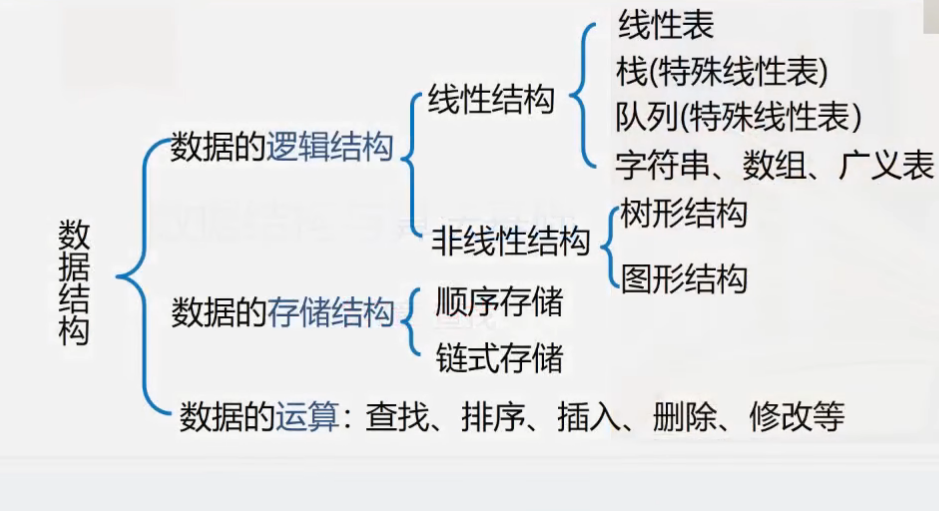 数据结构
数据的逻辑结构
线性结构
线性表
栈(特殊线性表)
队列(特殊线性表)
字符串、数组、广义表
非线性结构
树形结构
图形结构
数据的存储结构
顺序存储
链式存储
数据的运算：查找、排序、插入、删除、修改等